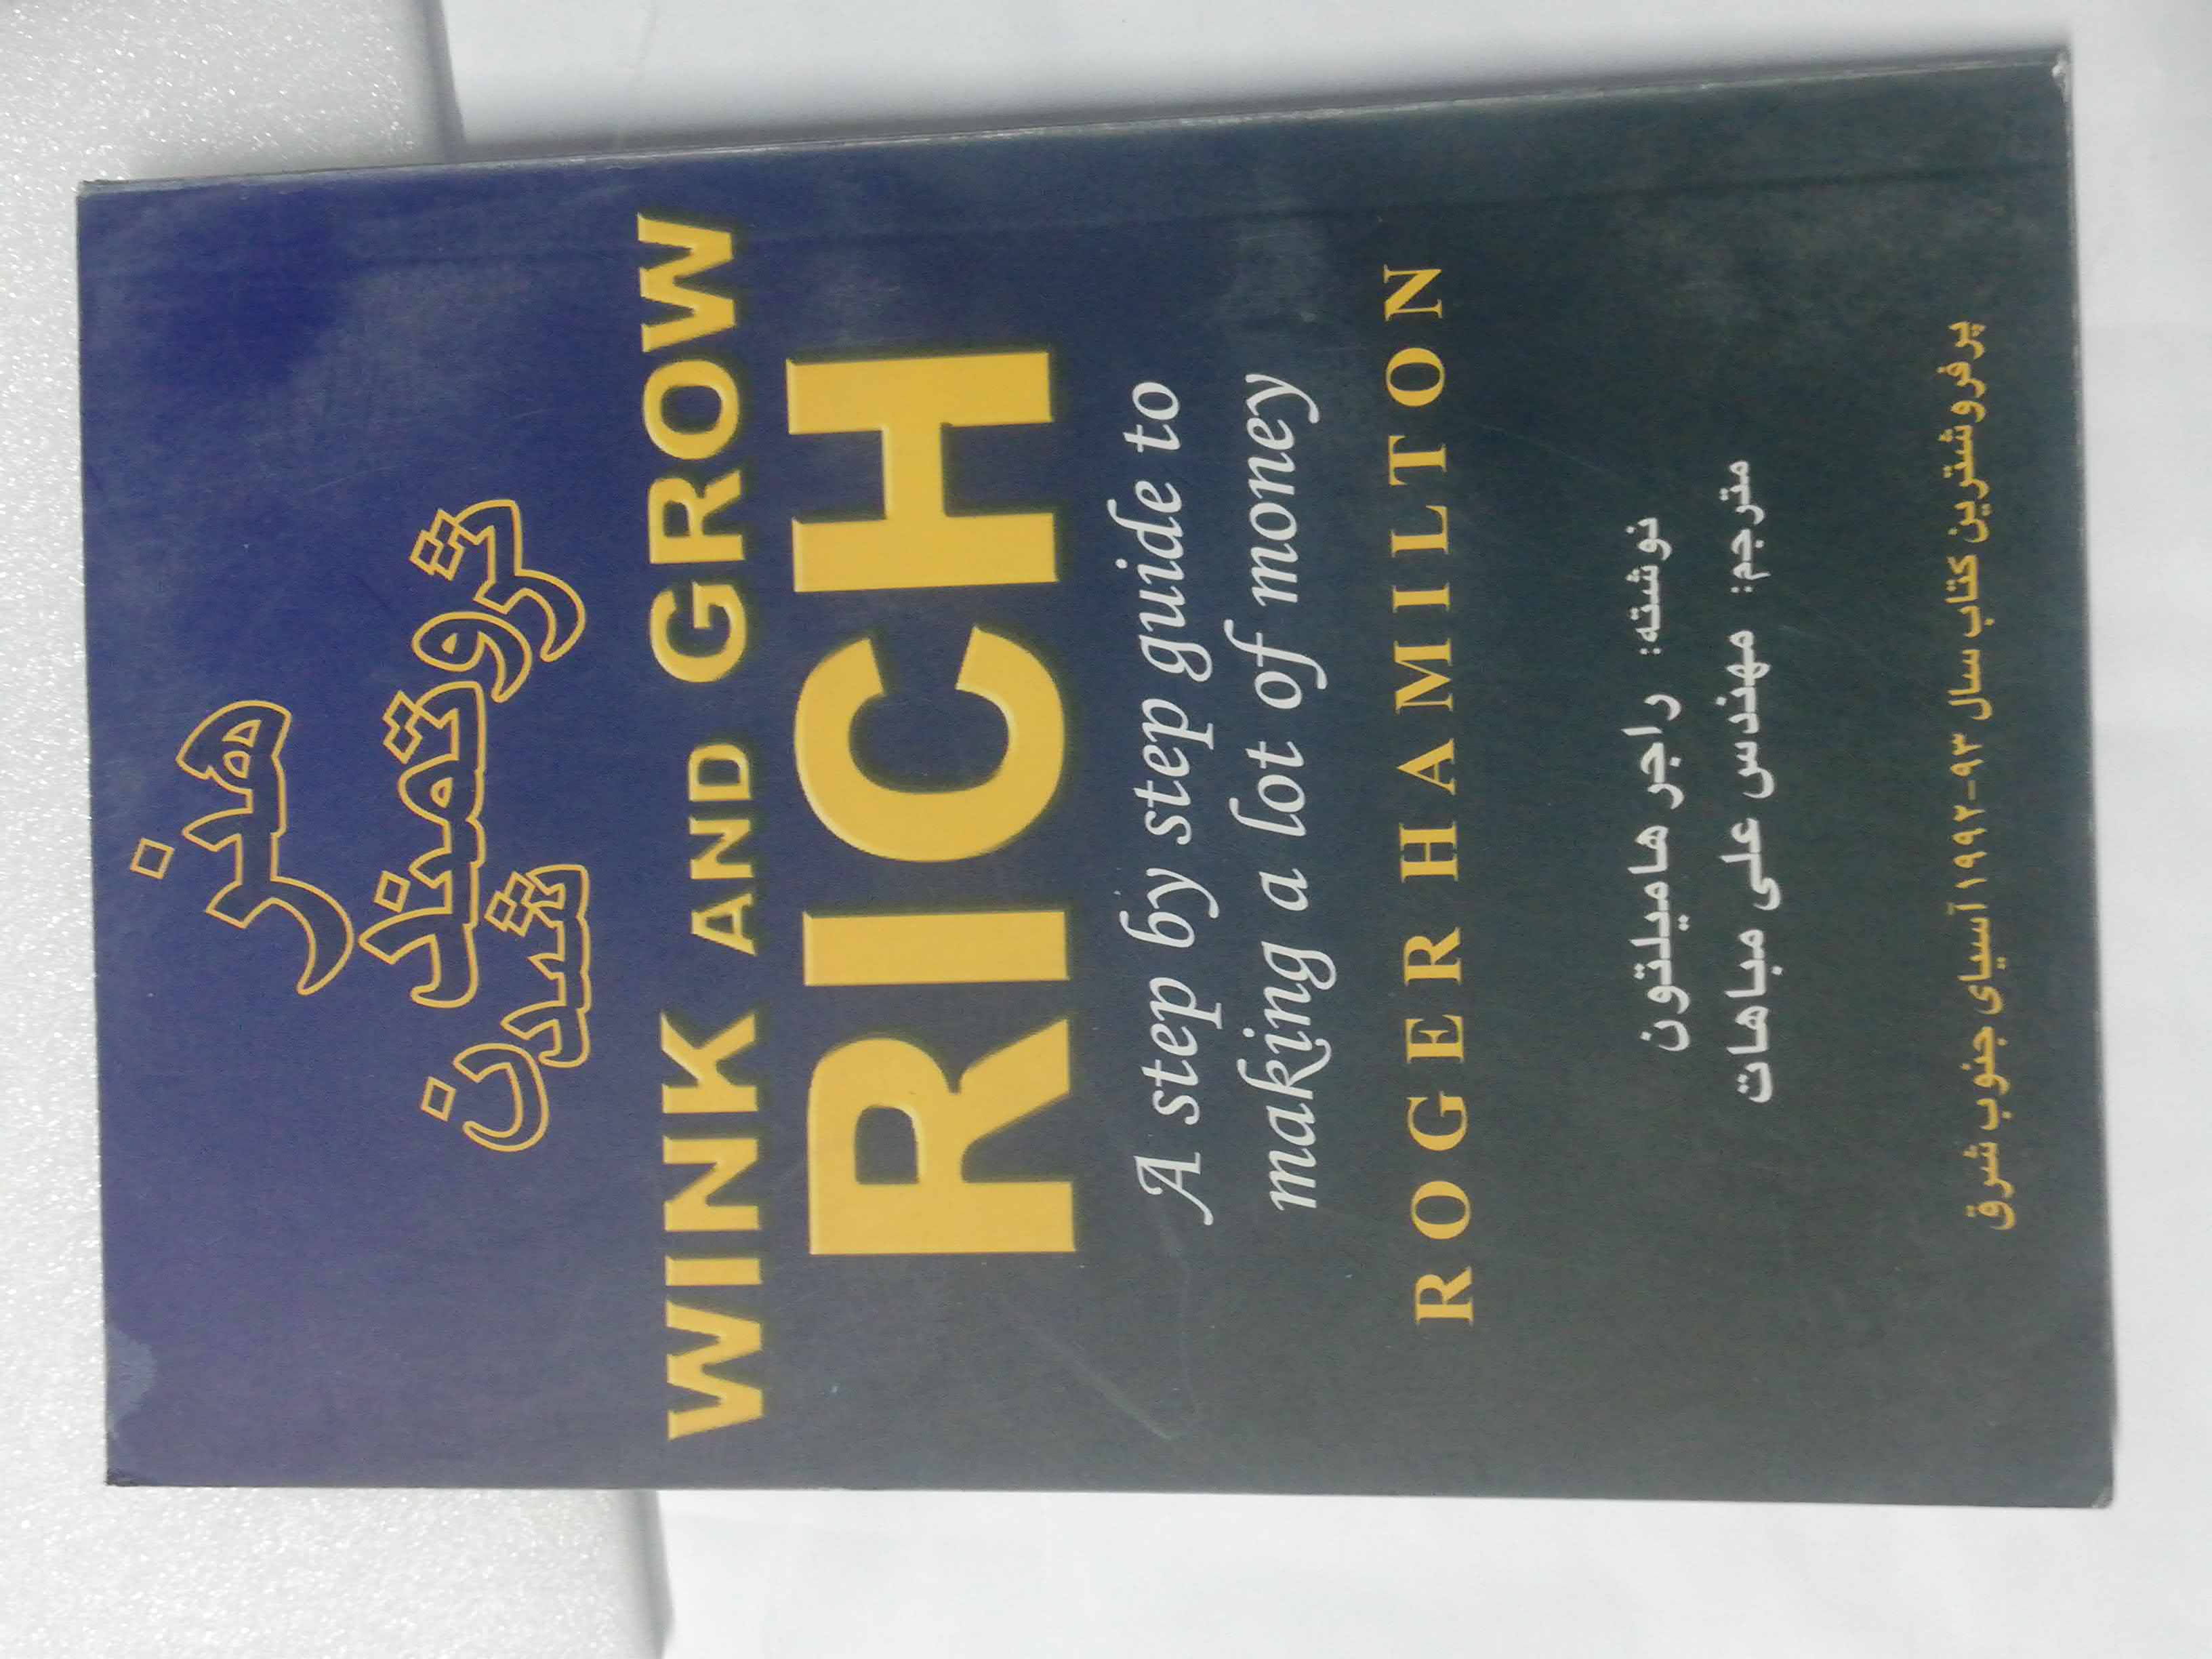 هنر
ثروتمند
شدن
WINK AND GROW
RICH
A step by step guide to
making a lot of money
ROGER HAMILTON
نوشته: راجر هامیلتون
مترجم: مهندس علی مباهات
پرفروشترین کتاب سال ۹۳-۱۹۹۲ آسیای جنوب شرق